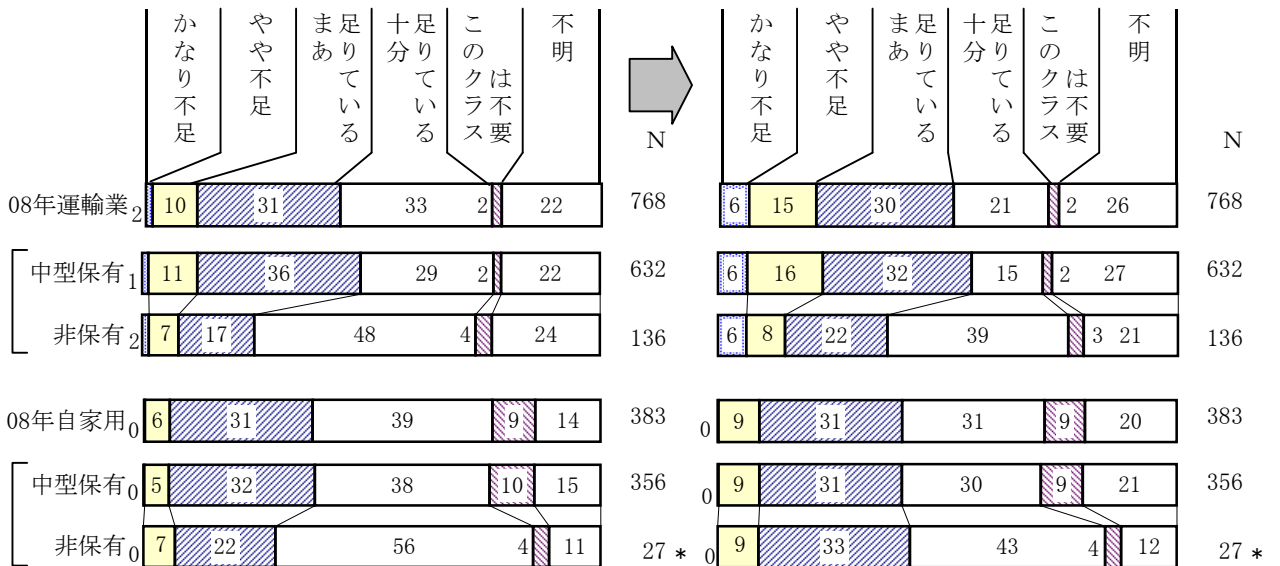 かなり不足
やや不足
まあ足りている
十分足りている
このクラスは不要
不明
N
かなり不足
やや不足
まあ足りている
十分足りている
このクラスは不要
不明
N
08年運輸業 2 10 31 33 2 22 768 6 15 30 21 2 26 768
中型保有 1 11 36 29 2 22 632 6 16 32 15 2 27 632
非保有 2 7 17 48 4 24 136 6 8 22 39 3 21 136
08年自家用 0 6 31 39 9 14 383 0 9 31 31 9 20 383
中型保有 0 5 32 38 10 15 356 0 9 31 30 9 21 356
非保有 0 7 22 56 4 11 27 * 0 9 33 43 4 12 27 *